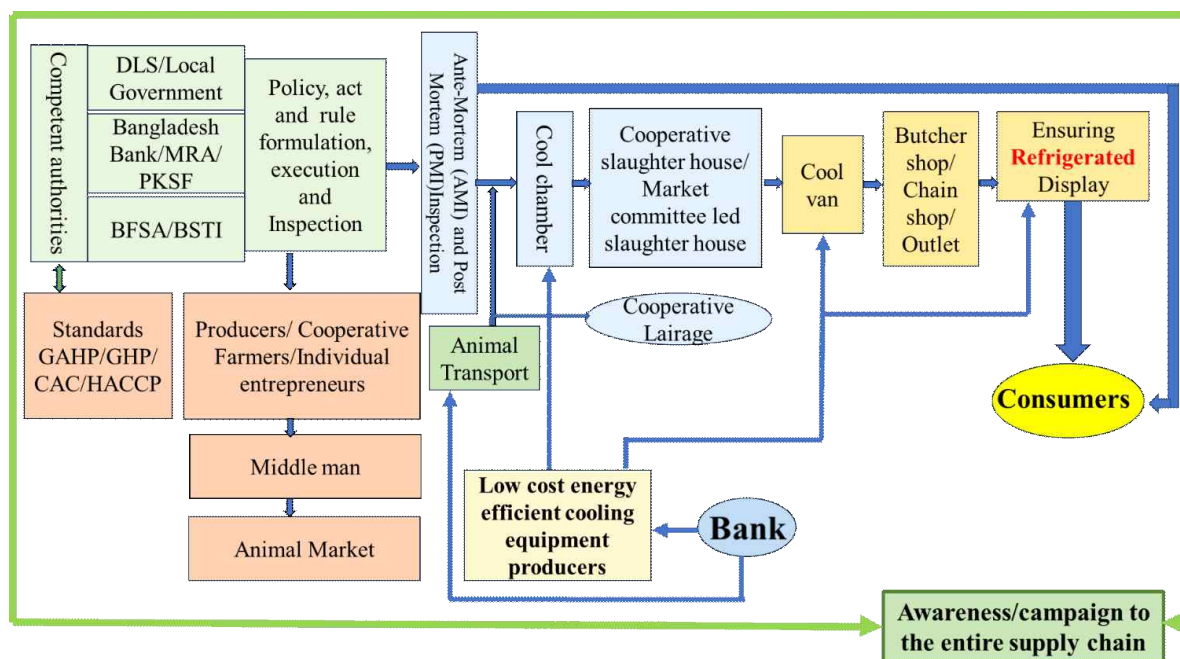 Competent authorities
DLS/Local
Government
Bangladesh
Bank/MRA/
PKSF
BFSA/BSTI
Policy, act
and rule
formulation,
execution
and
Inspection
Ante-Mortem (AMI) and Post
Mortem (PMI)Inspection
Cool chamber
Cooperative
slaughter house/
Market
committee led
slaughter house
Cool
van
Butcher
shop/
Chain
shop/
Outlet
Ensuring
Refrigerated
Display
Standards
GAHP/GHP/
CAC/HACCP
Producers/ Cooperative
Farmers/Individual
entrepreneurs
Animal
Transport
Cooperative
Lairage
Consumers
Middle man
Animal Market
Low cost energy
efficient cooling
equipment
producers
Bank
Awareness/campaign to
the entire supply chain